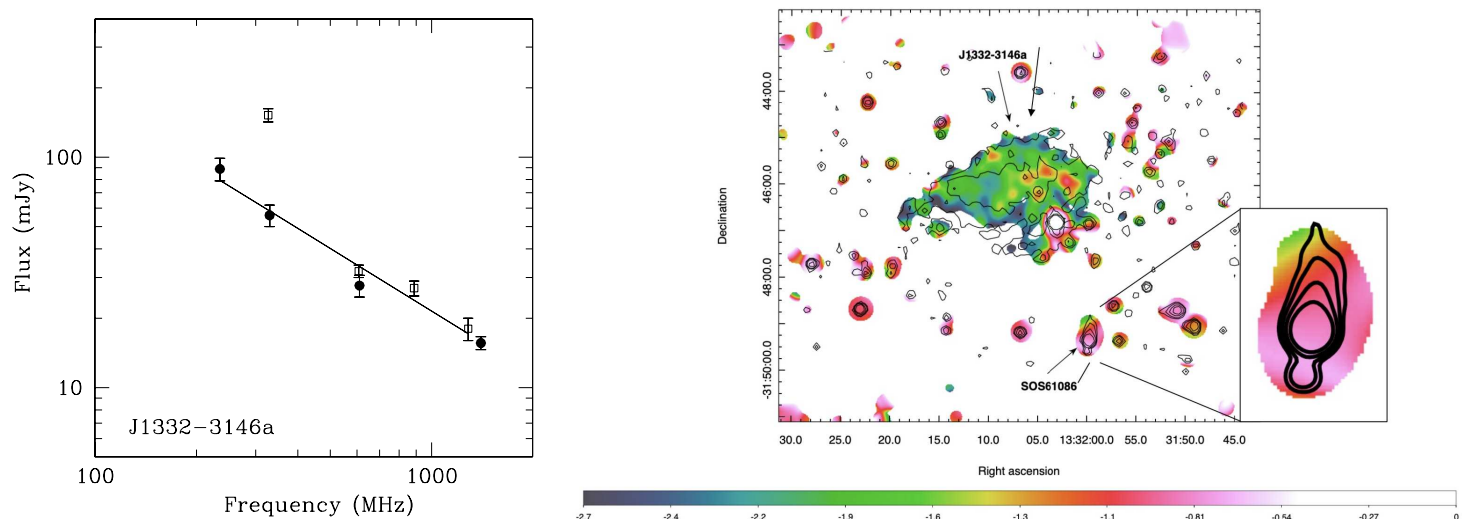 Flux (mJy)
100
10
J1332-3146a
100
1000
Frequency (MHz)
J1332-3146a
SOS61086
Declination
44:00.0
46:00.0
48:00.0
-31:50:00.0
30.0 25.0 20.0 15.0 10.0 05.0 13:32:00.0 55.0 31:50.0 45.0
Right ascension
-2.7 -2.4 -2.2 -1.9 -1.6 -1.3 -1.1 -0.81 -0.54 -0.27 0